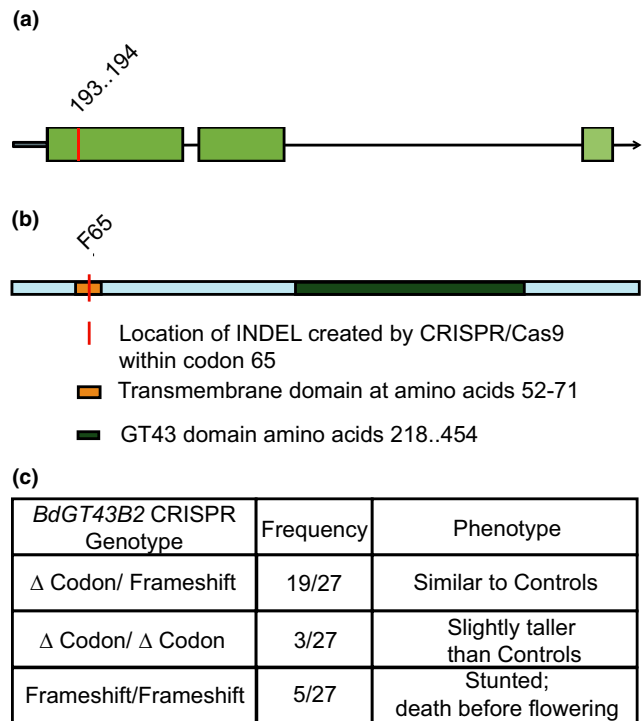 (a)
193..194
(b)
F65
Location of INDEL created by CRISPR/Cas9
within codon 65
Transmembrane domain at amino acids 52-71
GT43 domain amino acids 218..454
(c)
BdGT43B2 CRISPR
Genotype
Frequency
Phenotype
Δ Codon/ Frameshift
19/27
Similar to Controls
Δ Codon/ Δ Codon
3/27
Slightly taller
than Controls
Frameshift/Frameshift
5/27
Stunted;
death before flowering